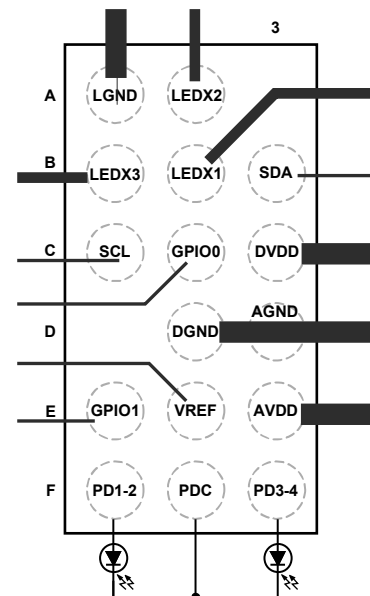 3
A LGND LEDX2
B LEDX3 LEDX1 SDA
C SCL GPIO0 DVDD
AGND
D DGND
E GPIO1 VREF AVDD
F PD1-2 PDC PD3-4